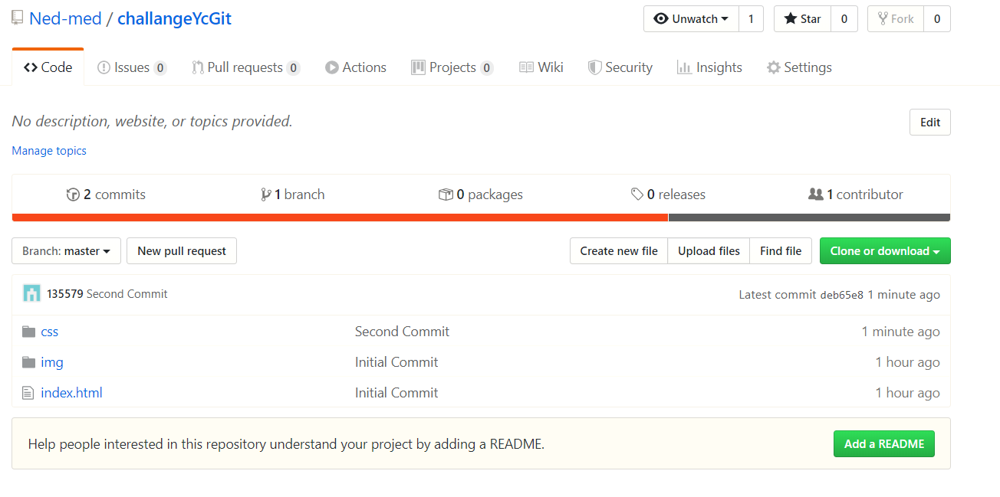 Ned-med / challangeYcGit Unwatch 1 Star 0 Fork 0
Code Issues 0 Pull requests 0 Actions Projects 0 Wiki Security Insights Settings
No description, website, or topics provided. Edit
Manage topics
2 commits 1 branch 0 packages 0 releases 1 contributor
Branch: master New pull request Create new file Upload files Find file Clone or download
135579 Second Commit Latest commit deb65e8 1 minute ago
css Second Commit 1 minute ago
img Initial Commit 1 hour ago
index.html Initial Commit 1 hour ago
Help people interested in this repository understand your project by adding a README. Add a README